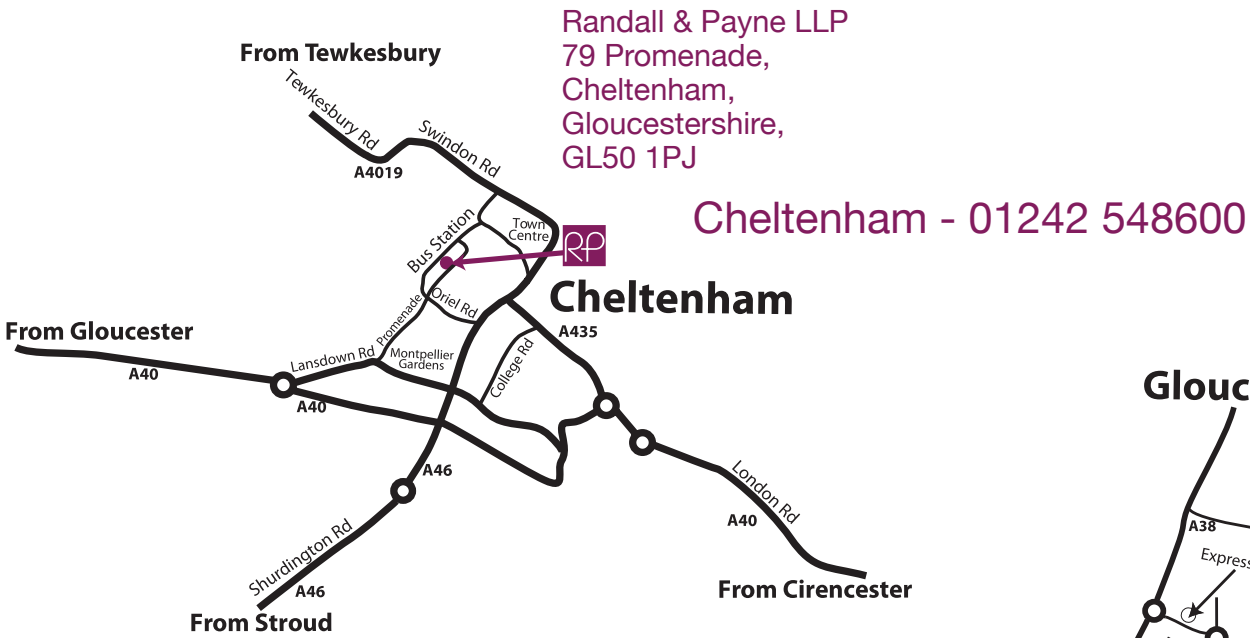 Randall & Payne LLP
79 Promenade,
Cheltenham,
Gloucestershire,
GL50 1PJ
Cheltenham - 01242 548600
From Tewkesbury
Tewkesbury Rd
Swindon Rd
A4019
Bus Station
Town
Centre
RP
Cheltenham
Promenade
Oriel Rd
A435
From Gloucester
A40
Lansdown Rd
Montpellier
Gardens
College Rd
A40
A46
London Rd
A40
Shurdington Rd
A46
From Stroud
From Cirencester
Glouc
A38
Express